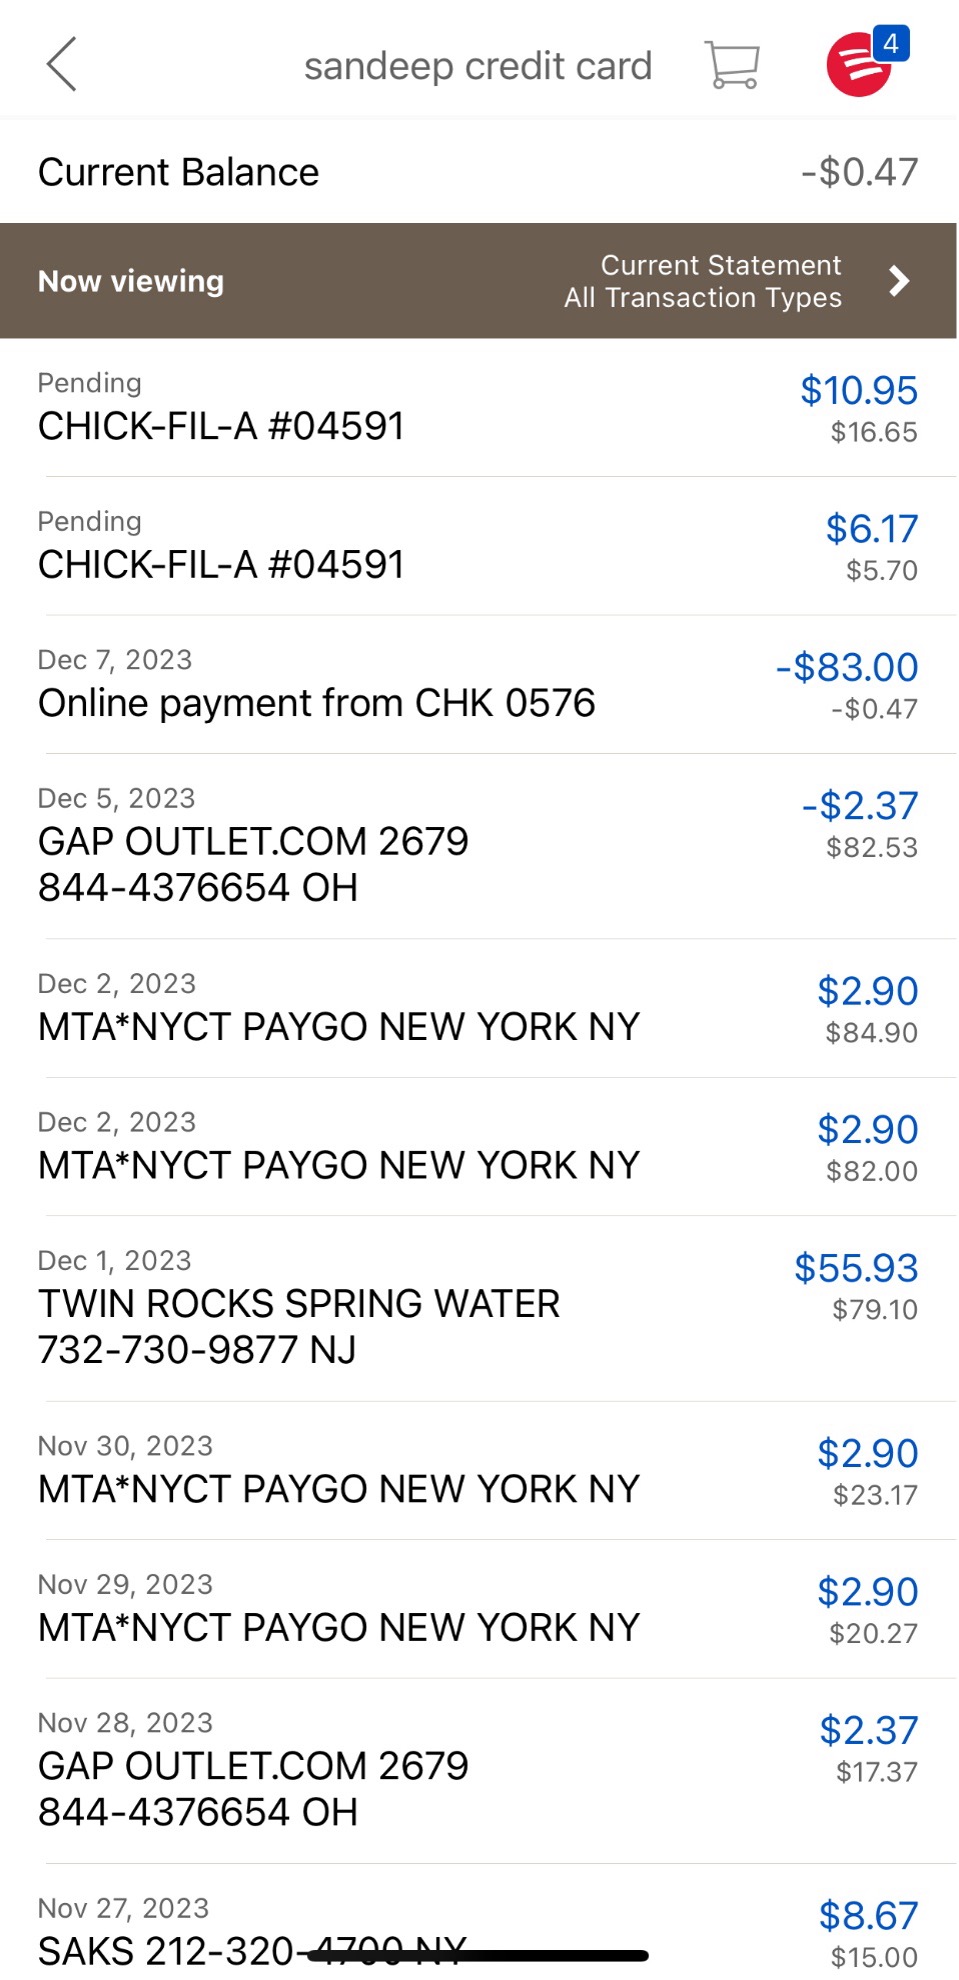 sandeep credit card
4
Current Balance
-$0.47
Now viewing
Current Statement
All Transaction Types
Pending
CHICK-FIL-A #04591
$10.95
$16.65
Pending
CHICK-FIL-A #04591
$6.17
$5.70
Dec 7, 2023
Online payment from CHK 0576
-$83.00
-$0.47
Dec 5, 2023
GAP OUTLET.COM 2679
844-4376654 OH
-$2.37
$82.53
Dec 2, 2023
MTA*NYCT PAYGO NEW YORK NY
$2.90
$84.90
Dec 2, 2023
MTA*NYCT PAYGO NEW YORK NY
$2.90
$82.00
Dec 1, 2023
TWIN ROCKS SPRING WATER
732-730-9877 NJ
$55.93
$79.10
Nov 30, 2023
MTA*NYCT PAYGO NEW YORK NY
$2.90
$23.17
Nov 29, 2023
MTA*NYCT PAYGO NEW YORK NY
$2.90
$20.27
Nov 28, 2023
GAP OUTLET.COM 2679
844-4376654 OH
$2.37
$17.37
Nov 27, 2023
SAKS 212-320-4700 NY
$8.67
$15.00